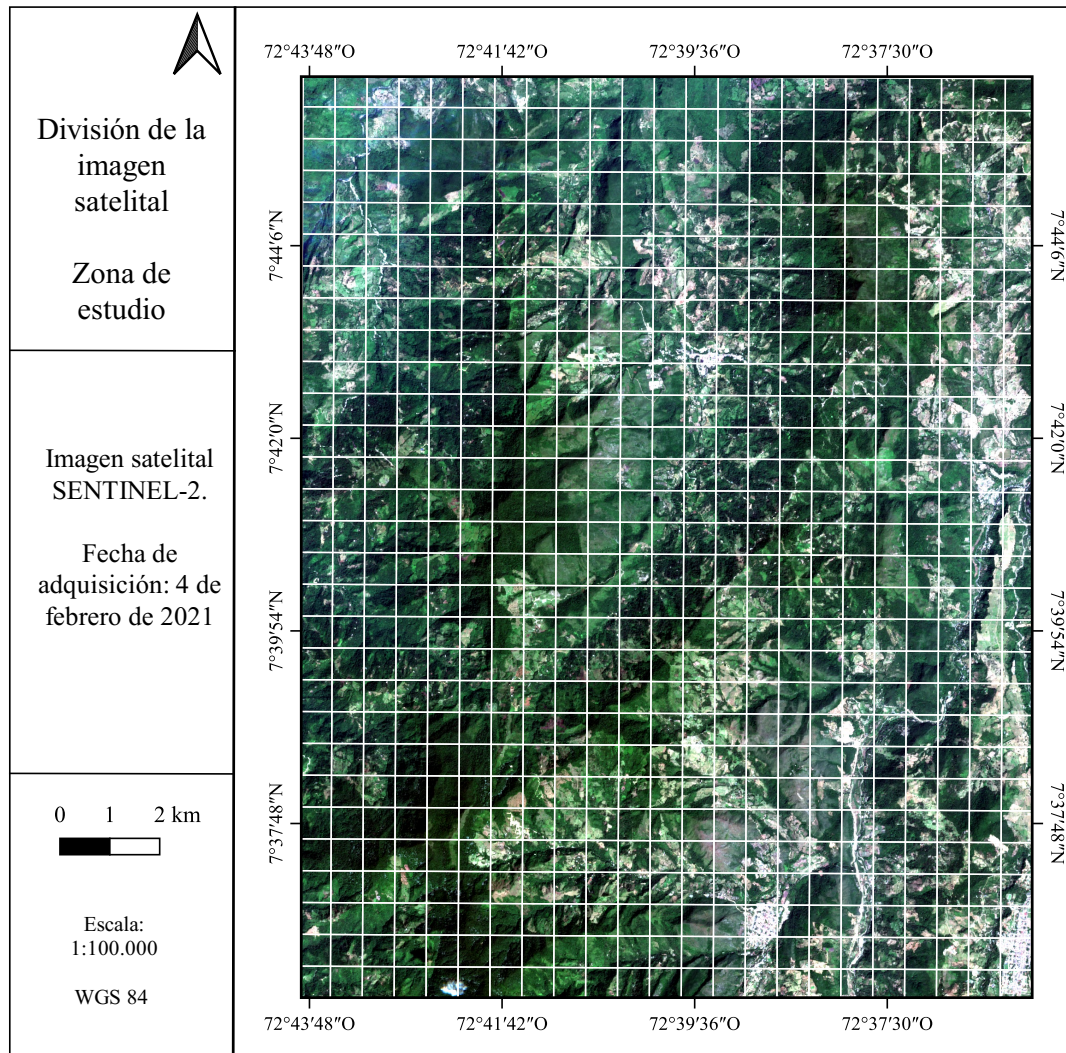 División de la
imagen
satelital
Zona de
estudio
Imagen satelital
SENTINEL-2.
Fecha de
adquisición: 4 de
febrero de 2021
0 1 2 km
Escala:
1:100.000
WGS 84
72°43′48″O 72°41′42″O 72°39′36″O 72°37′30″O
7°44′6″N
7°42′0″N
7°39′54″N
7°37′48″N
7°44′6″N
7°42′0″N
7°39′54″N
7°37′48″N
72°43′48″O 72°41′42″O 72°39′36″O 72°37′30″O